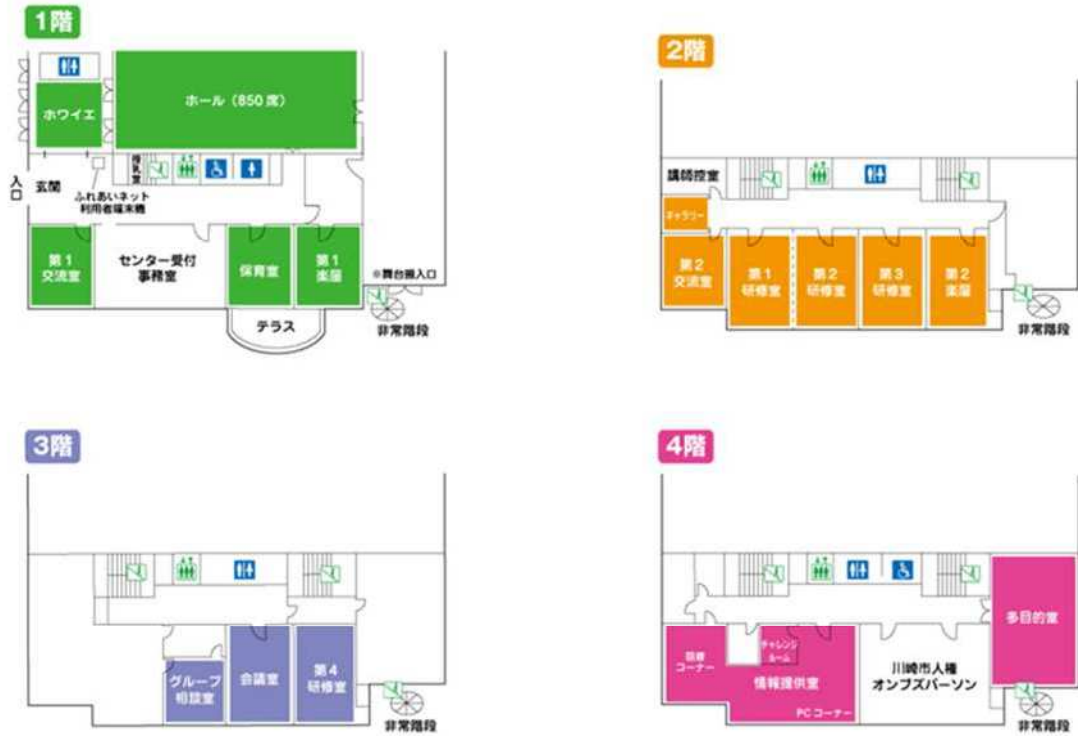 1階
ホール（850席）
ホワイエ
授乳室
入口
玄関
ふれあいネット
利用者端末機
第1
交流室
センター受付
事務室
保育室
第1
楽屋
※舞台搬入口
テラス
非常階段
2階
講師控室
ギャラリー
第2
交流室
第1
研修室
第2
研修室
第3
研修室
第2
楽屋
非常階段
3階
グループ
相談室
会議室
第4
研修室
非常階段
4階
コーナー
チャレンジ
ルーム
情報提供室
PCコーナー
川崎市人権
オンブズパーソン
多目的室
非常階段